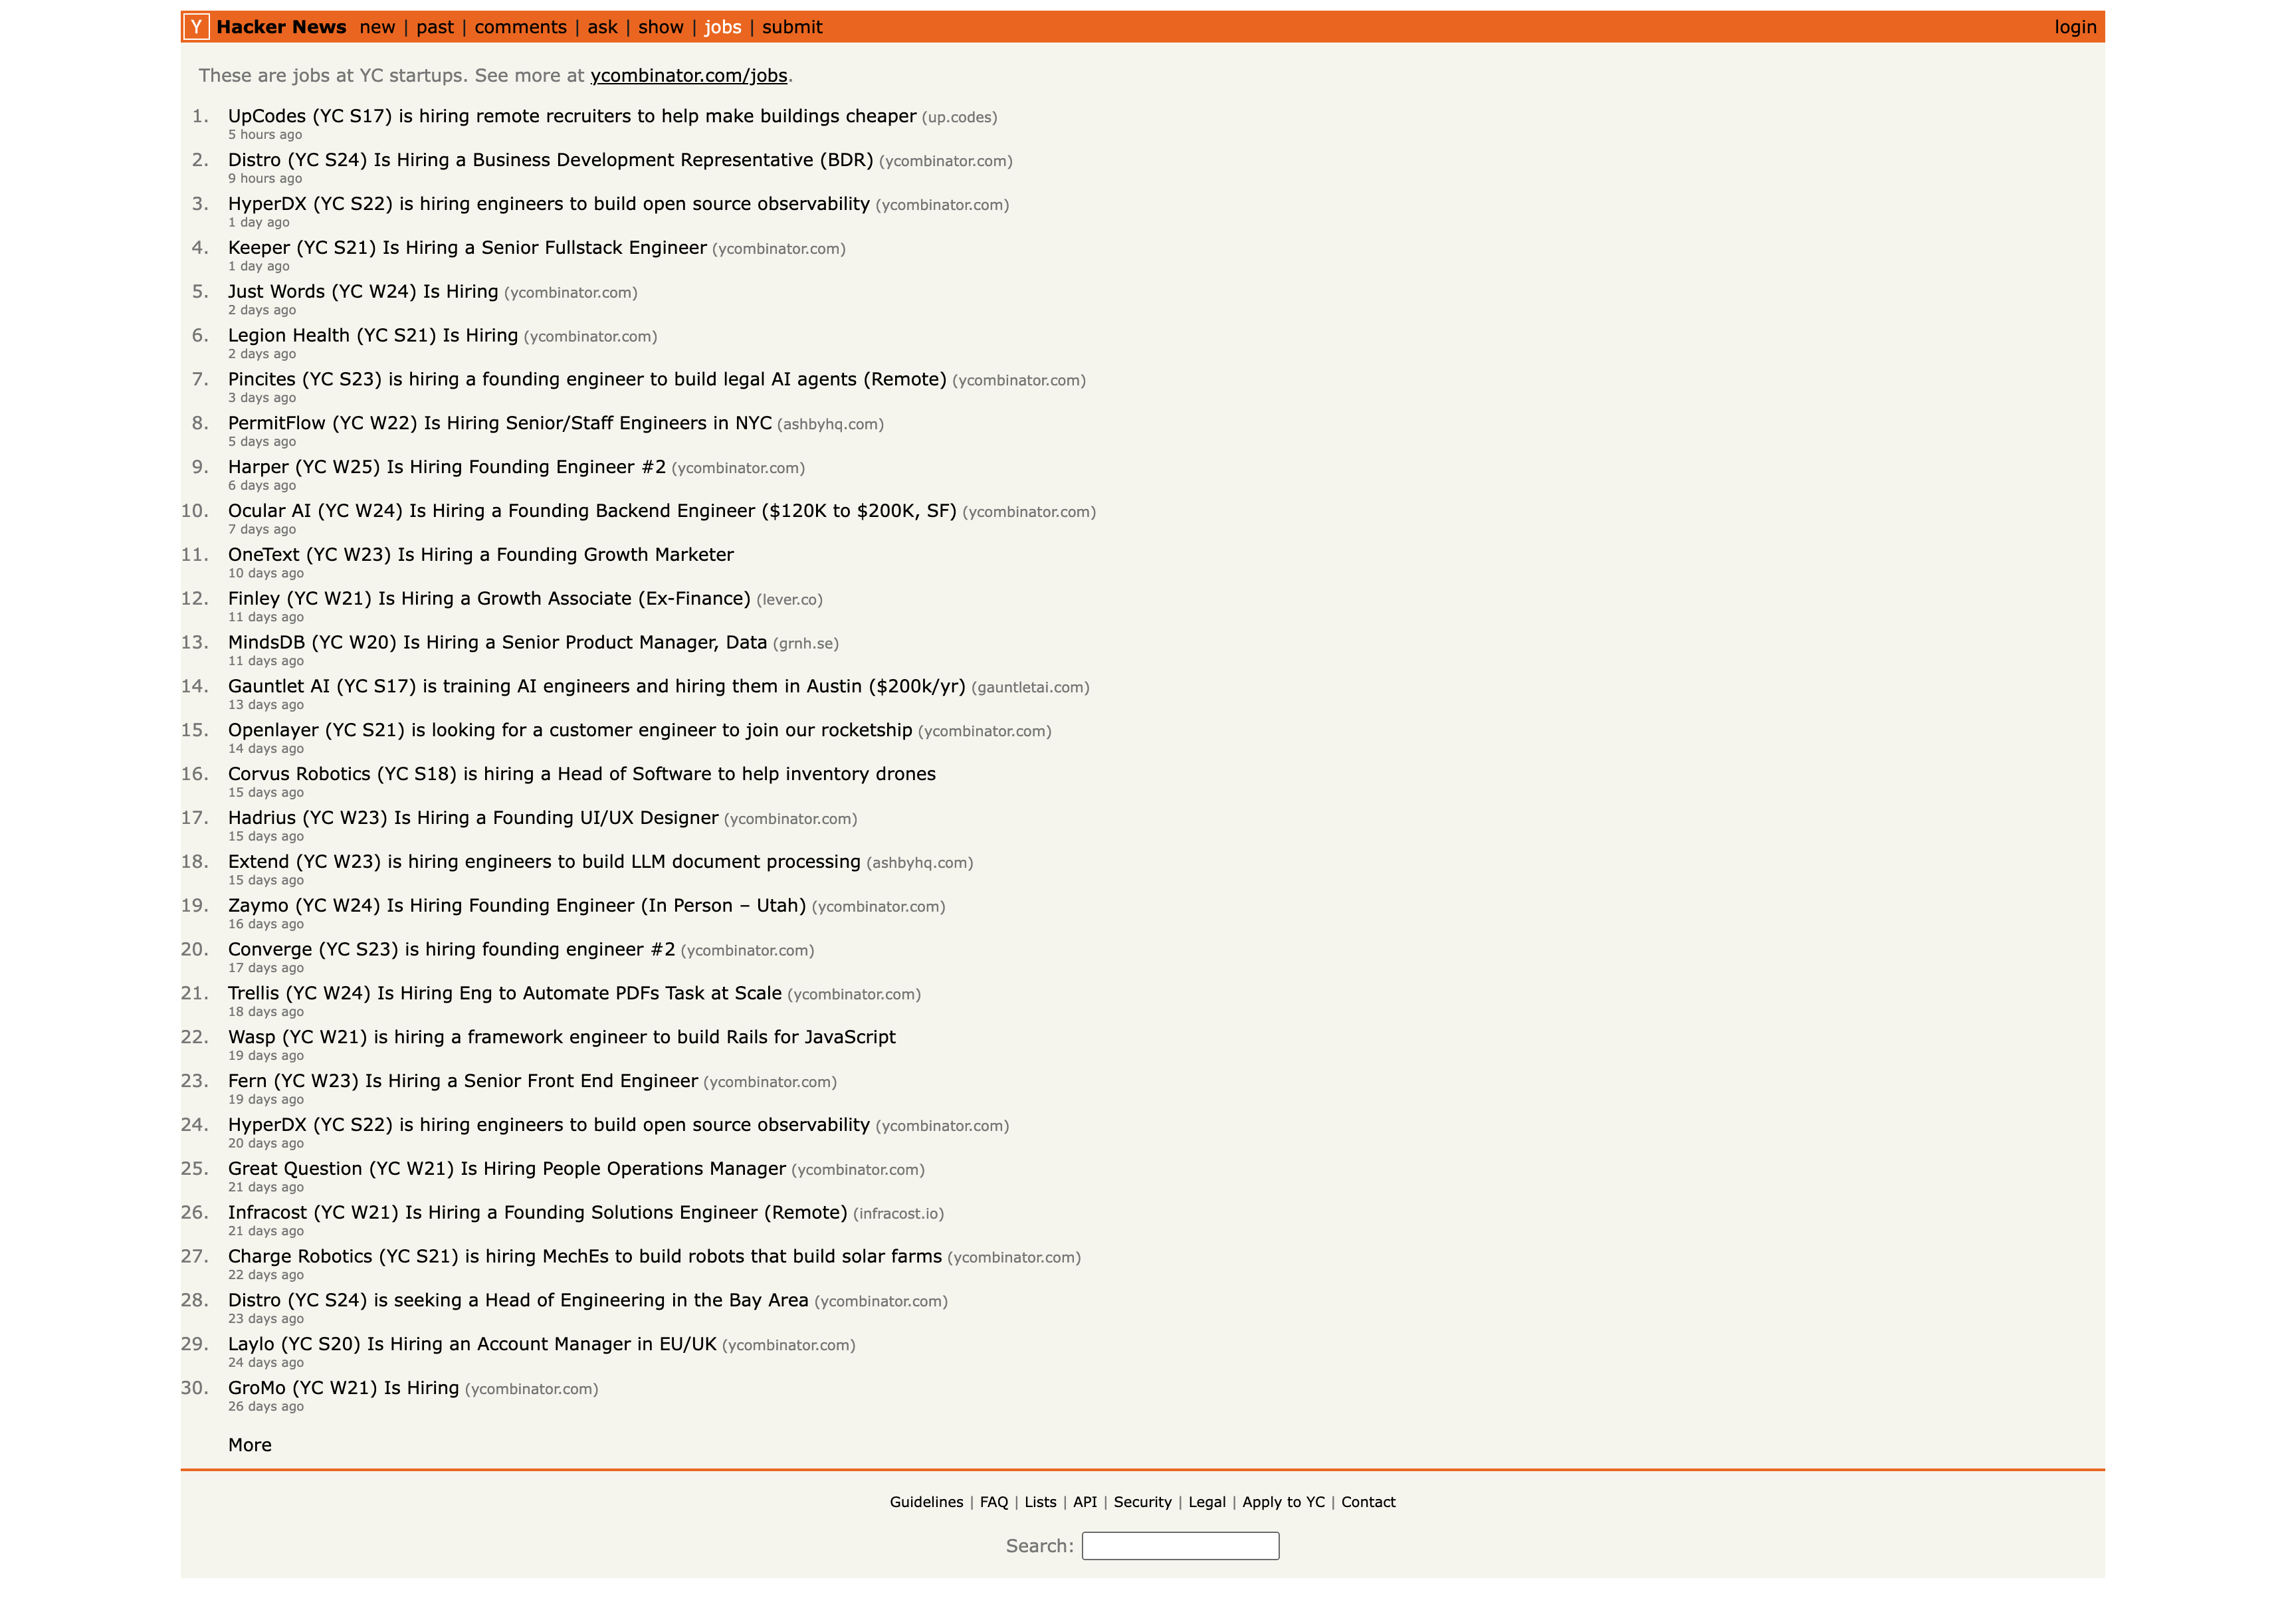 Y Hacker News new | past | comments | ask | show | jobs | submit login
These are jobs at YC startups. See more at ycombinator.com/jobs.
1. UpCodes (YC S17) is hiring remote recruiters to help make buildings cheaper (up.codes)
5 hours ago
2. Distro (YC S24) Is Hiring a Business Development Representative (BDR) (ycombinator.com)
9 hours ago
3. HyperDX (YC S22) is hiring engineers to build open source observability (ycombinator.com)
1 day ago
4. Keeper (YC S21) Is Hiring a Senior Fullstack Engineer (ycombinator.com)
1 day ago
5. Just Words (YC W24) Is Hiring (ycombinator.com)
2 days ago
6. Legion Health (YC S21) Is Hiring (ycombinator.com)
2 days ago
7. Pincites (YC S23) is hiring a founding engineer to build legal AI agents (Remote) (ycombinator.com)
3 days ago
8. PermitFlow (YC W22) Is Hiring Senior/Staff Engineers in NYC (ashbyhq.com)
5 days ago
9. Harper (YC W25) Is Hiring Founding Engineer #2 (ycombinator.com)
6 days ago
10. Ocular AI (YC W24) Is Hiring a Founding Backend Engineer ($120K to $200K, SF) (ycombinator.com)
7 days ago
11. OneText (YC W23) Is Hiring a Founding Growth Marketer
10 days ago
12. Finley (YC W21) Is Hiring a Growth Associate (Ex-Finance) (lever.co)
11 days ago
13. MindsDB (YC W20) Is Hiring a Senior Product Manager, Data (grnh.se)
11 days ago
14. Gauntlet AI (YC S17) is training AI engineers and hiring them in Austin ($200k/yr) (gauntletai.com)
13 days ago
15. Openlayer (YC S21) is looking for a customer engineer to join our rocketship (ycombinator.com)
14 days ago
16. Corvus Robotics (YC S18) is hiring a Head of Software to help inventory drones
15 days ago
17. Hadrius (YC W23) Is Hiring a Founding UI/UX Designer (ycombinator.com)
15 days ago
18. Extend (YC W23) is hiring engineers to build LLM document processing (ashbyhq.com)
15 days ago
19. Zaymo (YC W24) Is Hiring Founding Engineer (In Person – Utah) (ycombinator.com)
16 days ago
20. Converge (YC S23) is hiring founding engineer #2 (ycombinator.com)
17 days ago
21. Trellis (YC W24) Is Hiring Eng to Automate PDFs Task at Scale (ycombinator.com)
18 days ago
22. Wasp (YC W21) is hiring a framework engineer to build Rails for JavaScript
19 days ago
23. Fern (YC W23) Is Hiring a Senior Front End Engineer (ycombinator.com)
19 days ago
24. HyperDX (YC S22) is hiring engineers to build open source observability (ycombinator.com)
20 days ago
25. Great Question (YC W21) Is Hiring People Operations Manager (ycombinator.com)
21 days ago
26. Infracost (YC W21) Is Hiring a Founding Solutions Engineer (Remote) (infracost.io)
21 days ago
27. Charge Robotics (YC S21) is hiring MechEs to build robots that build solar farms (ycombinator.com)
22 days ago
28. Distro (YC S24) is seeking a Head of Engineering in the Bay Area (ycombinator.com)
23 days ago
29. Laylo (YC S20) Is Hiring an Account Manager in EU/UK (ycombinator.com)
24 days ago
30. GroMo (YC W21) Is Hiring (ycombinator.com)
26 days ago
More
Guidelines | FAQ | Lists | API | Security | Legal | Apply to YC | Contact
Search: